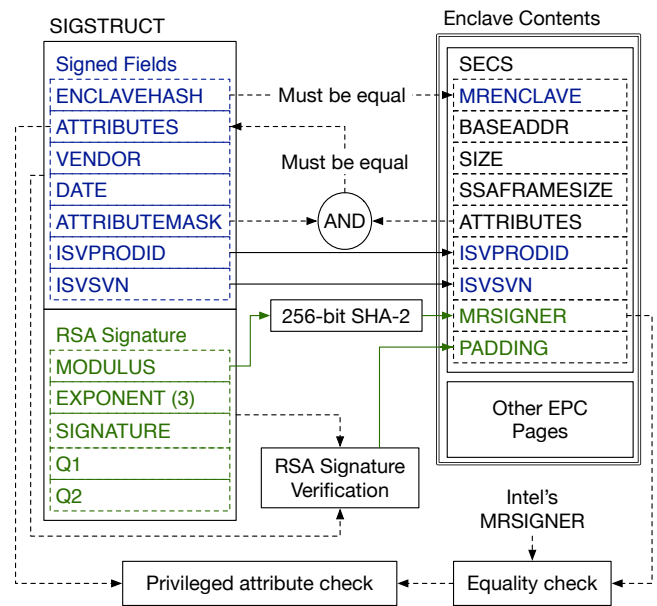 SIGSTRUCT
Signed Fields
ENCLAVEHASH
ATTRIBUTES
VENDOR
DATE
ATTRIBUTEMASK
ISVPRODID
ISVSVN
RSA Signature
MODULUS
EXPONENT (3)
SIGNATURE
Q1
Q2
Must be equal
Must be equal
AND
256-bit SHA-2
RSA Signature
Verification
Enclave Contents
SECS
MRENCLAVE
BASEADDR
SIZE
SSAFRAMESIZE
ATTRIBUTES
ISVPRODID
ISVSVN
MRSIGNER
PADDING
Other EPC
Pages
Intel's
MRSIGNER
Privileged attribute check
Equality check